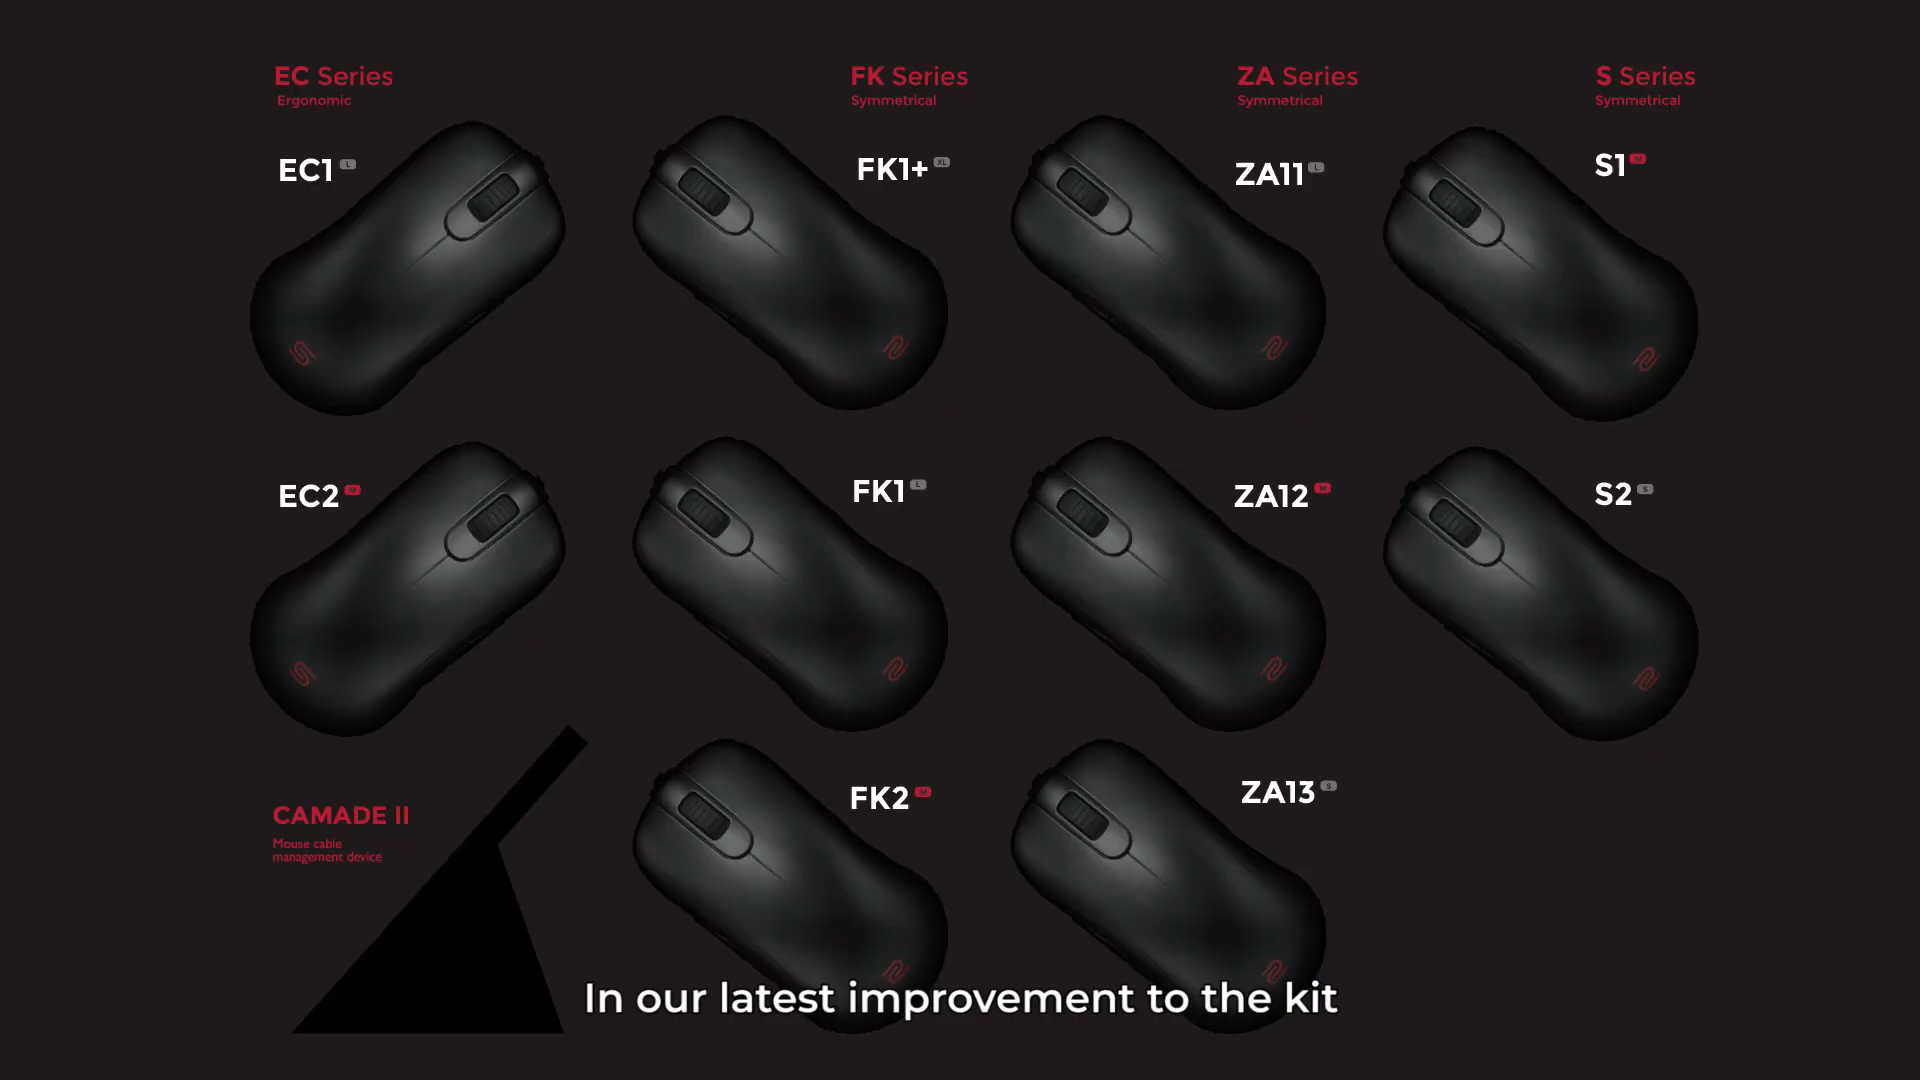 EC Series
Ergonomic
FK Series
Symmetrical
ZA Series
Symmetrical
S Series
Symmetrical
EC1 L
FK1+ XL
ZA11 L
S1 M
EC2 M
FK1 L
ZA12 M
S2 S
CAMADE II
Mouse cable
management device
FK2 M
ZA13 S
In our latest improvement to the kit